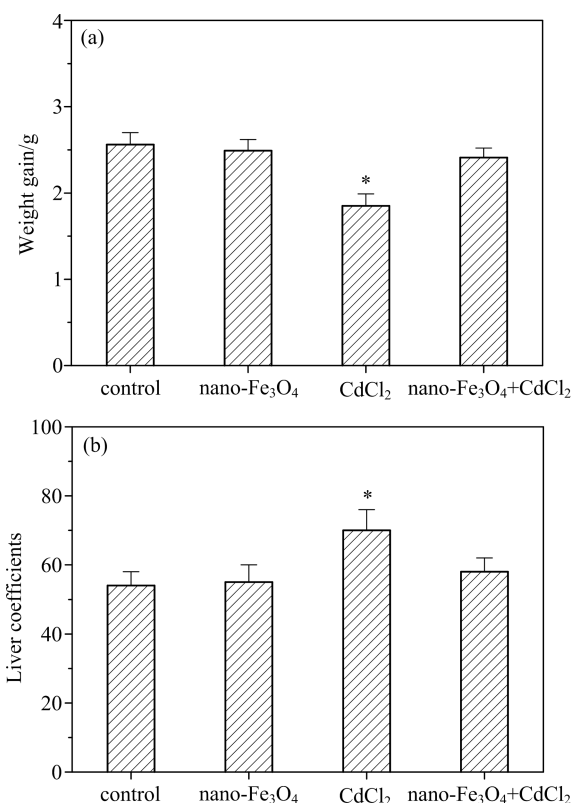 (a)
Weight gain/g
4
3
2
1
0
*
control nano-Fe₃O₄ CdCl₂ nano-Fe₃O₄+CdCl₂
(b)
Liver coefficients
100
80
60
40
20
0
*
control nano-Fe₃O₄ CdCl₂ nano-Fe₃O₄+CdCl₂